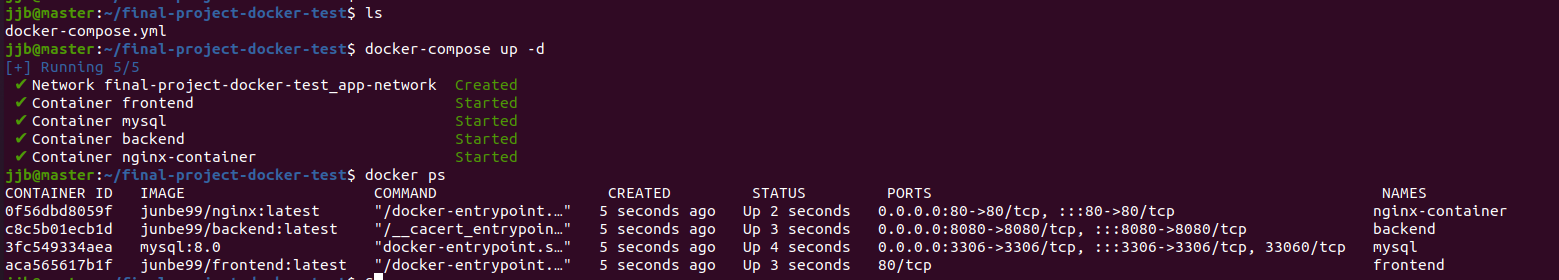 jjb@master:~/final-project-docker-test$ ls
docker-compose.yml
jjb@master:~/final-project-docker-test$ docker-compose up -d
[+] Running 5/5
✔ Network final-project-docker-test_app-network  Created
✔ Container frontend  Started
✔ Container mysql  Started
✔ Container backend  Started
✔ Container nginx-container  Started
jjb@master:~/final-project-docker-test$ docker ps
CONTAINER ID   IMAGE   COMMAND   CREATED   STATUS   PORTS   NAMES
0f56dbd8059f   junbe99/nginx:latest   "/docker-entrypoint.…"   5 seconds ago   Up 2 seconds   0.0.0.0:80->80/tcp, :::80->80/tcp   nginx-container
c8c5b01ecb1d   junbe99/backend:latest   "/__cacert_entrypoin…"   5 seconds ago   Up 3 seconds   0.0.0.0:8080->8080/tcp, :::8080->8080/tcp   backend
3fc549334aea   mysql:8.0   "docker-entrypoint.s…"   5 seconds ago   Up 4 seconds   0.0.0.0:3306->3306/tcp, :::3306->3306/tcp, 33060/tcp   mysql
aca565617b1f   junbe99/frontend:latest   "/docker-entrypoint.…"   5 seconds ago   Up 3 seconds   80/tcp   frontend